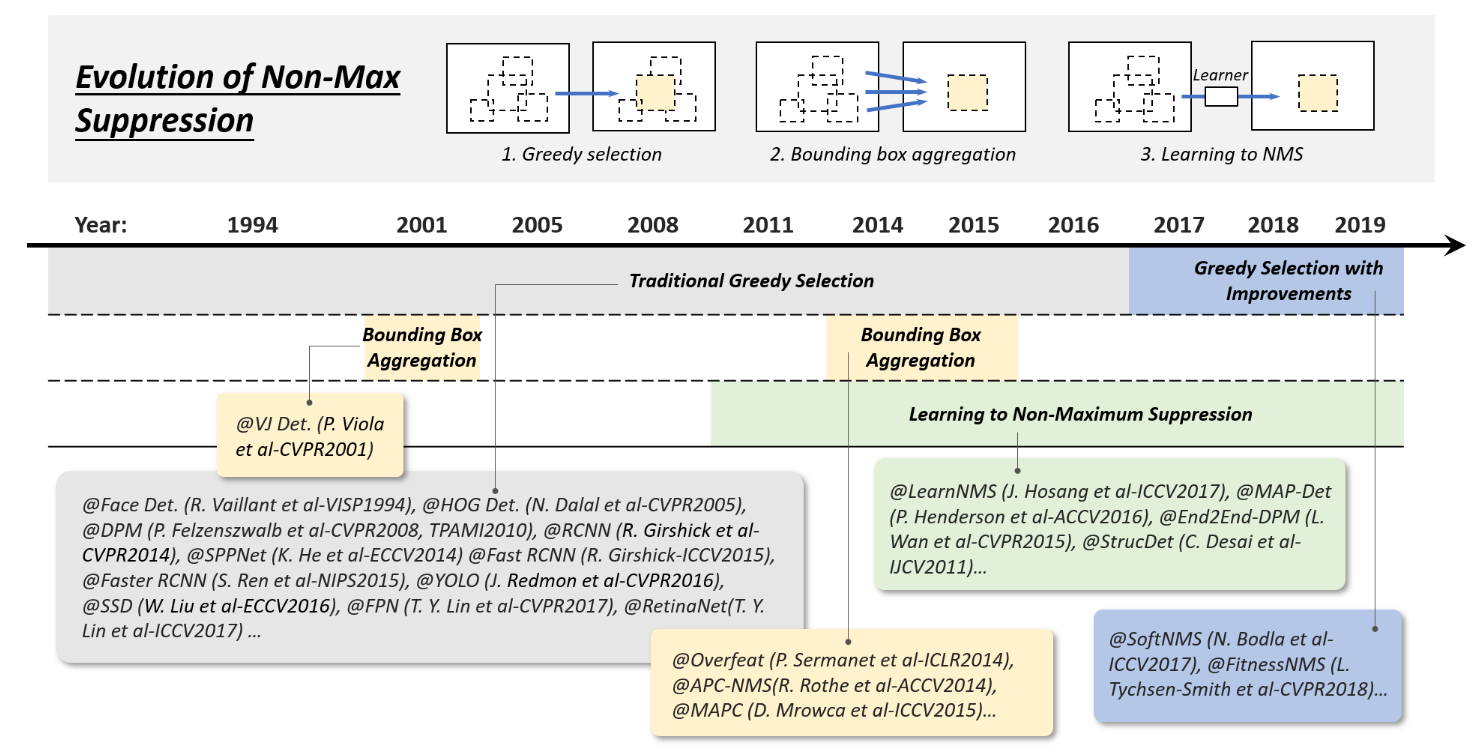 Evolution of Non-Max
Suppression
Learner
1. Greedy selection
2. Bounding box aggregation
3. Learning to NMS
Year:
1994
2001
2005
2008
2011
2014
2015
2016
2017
2018
2019
Traditional Greedy Selection
Greedy Selection with
Improvements
Bounding Box
Aggregation
Bounding Box
Aggregation
Learning to Non-Maximum Suppression
@VJ Det. (P. Viola
et al-CVPR2001)
@Face Det. (R. Vaillant et al-VISP1994), @HOG Det. (N. Dalal et al-CVPR2005),
@DPM (P. Felzenszwalb et al-CVPR2008, TPAMI2010), @RCNN (R. Girshick et al-
CVPR2014), @SPPNet (K. He et al-ECCV2014) @Fast RCNN (R. Girshick-ICCV2015),
@Faster RCNN (S. Ren et al-NIPS2015), @YOLO (J. Redmon et al-CVPR2016),
@SSD (W. Liu et al-ECCV2016), @FPN (T. Y. Lin et al-CVPR2017), @RetinaNet(T. Y.
Lin et al-ICCV2017) ...
@LearnNMS (J. Hosang et al-ICCV2017), @MAP-Det
(P. Henderson et al-ACCV2016), @End2End-DPM (L.
Wan et al-CVPR2015), @StrucDet (C. Desai et al-
IJCV2011)...
@Overfeat (P. Sermanet et al-ICLR2014),
@APC-NMS(R. Rothe et al-ACCV2014),
@MAPC (D. Mrowca et al-ICCV2015)...
@SoftNMS (N. Bodla et al-
ICCV2017), @FitnessNMS (L.
Tychsen-Smith et al-CVPR2018)...